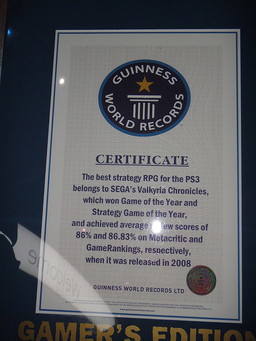 GUINNESS
WORLD RECORDS
CERTIFICATE
The best strategy RPG for the PS3
belongs to SEGA's Valkyria Chronicles,
which won Game of the Year and
Strategy Game of the Year,
and achieved average review scores of
86% and 86.83% on Metacritic and
GameRankings, respectively,
when it was released in 2008
GUINNESS WORLD RECORDS LTD
Welcome
GAMER'S EDITION